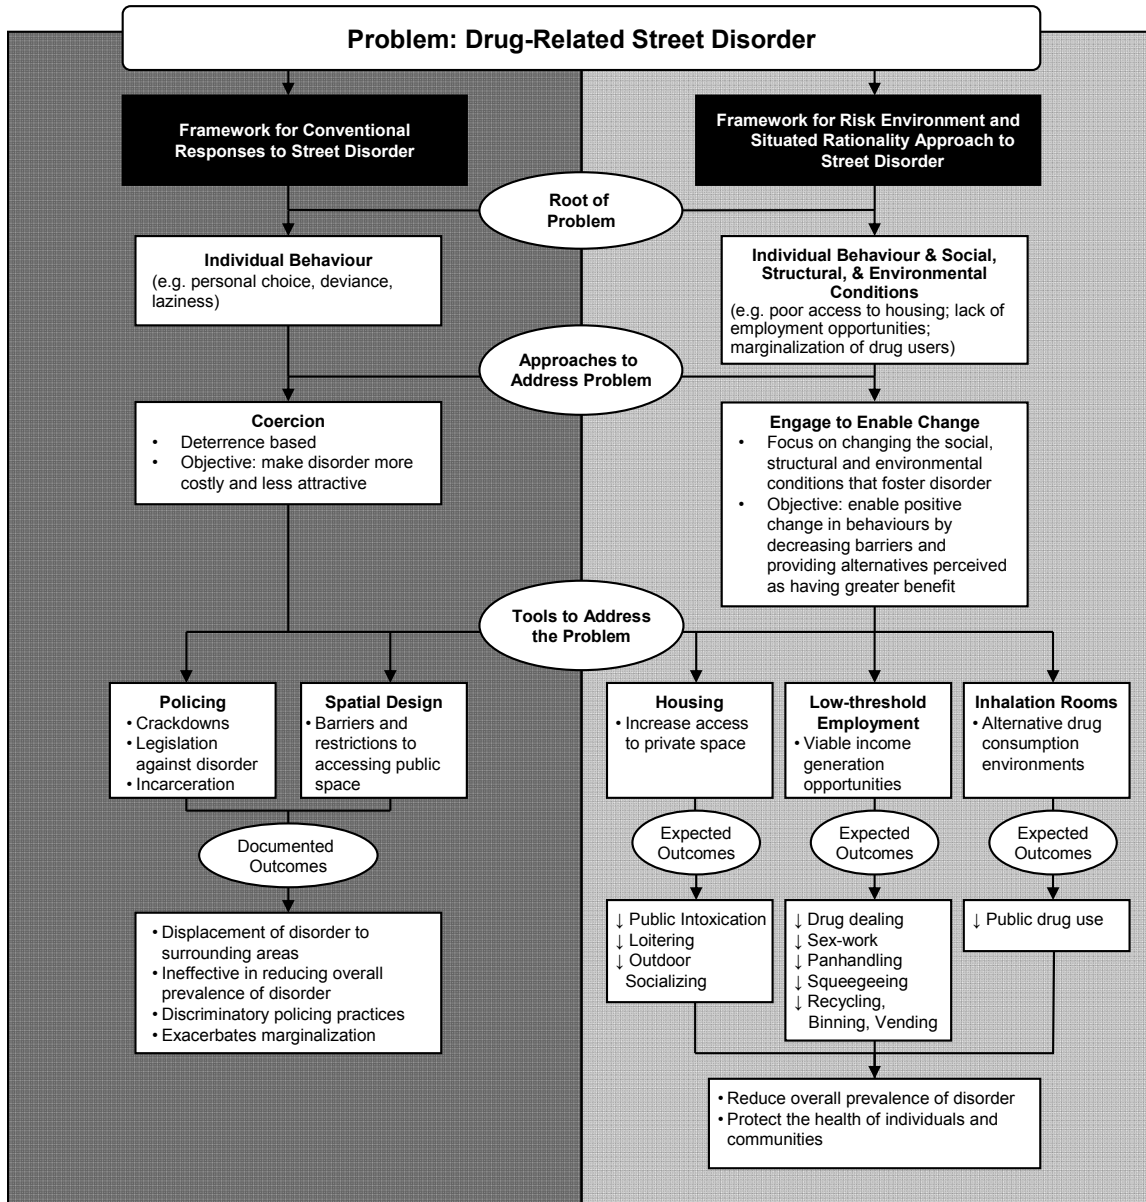 Problem: Drug-Related Street Disorder
Framework for Conventional
Responses to Street Disorder
Framework for Risk Environment and
Situated Rationality Approach to
Street Disorder
Root of
Problem
Individual Behaviour
(e.g. personal choice, deviance,
laziness)
Individual Behaviour & Social,
Structural, & Environmental
Conditions
(e.g. poor access to housing; lack of
employment opportunities;
marginalization of drug users)
Approaches to
Address Problem
Coercion
• Deterrence based
• Objective: make disorder more
costly and less attractive
Engage to Enable Change
• Focus on changing the social,
structural and environmental
conditions that foster disorder
• Objective: enable positive
change in behaviours by
decreasing barriers and
providing alternatives perceived
as having greater benefit
Tools to Address
the Problem
Policing
• Crackdowns
• Legislation
against disorder
• Incarceration
Spatial Design
• Barriers and
restrictions to
accessing public
space
Housing
• Increase access
to private space
Low-threshold
Employment
• Viable income
generation
opportunities
Inhalation Rooms
• Alternative drug
consumption
environments
Documented
Outcomes
Expected
Outcomes
Expected
Outcomes
Expected
Outcomes
• Displacement of disorder to
surrounding areas
• Ineffective in reducing overall
prevalence of disorder
• Discriminatory policing practices
• Exacerbates marginalization
↓ Public Intoxication
↓ Loitering
↓ Outdoor
Socializing
↓ Drug dealing
↓ Sex-work
↓ Panhandling
↓ Squeegeeing
↓ Recycling,
Binning, Vending
↓ Public drug use
• Reduce overall prevalence of disorder
• Protect the health of individuals and
communities